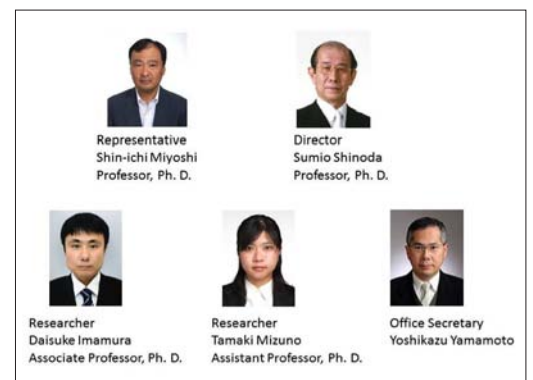 Representative
Shin-ichi Miyoshi
Professor, Ph. D.
Director
Sumio Shinoda
Professor, Ph. D.
Researcher
Daisuke Imamura
Associate Professor, Ph. D.
Researcher
Tamaki Mizuno
Assistant Professor, Ph. D.
Office Secretary
Yoshikazu Yamamoto